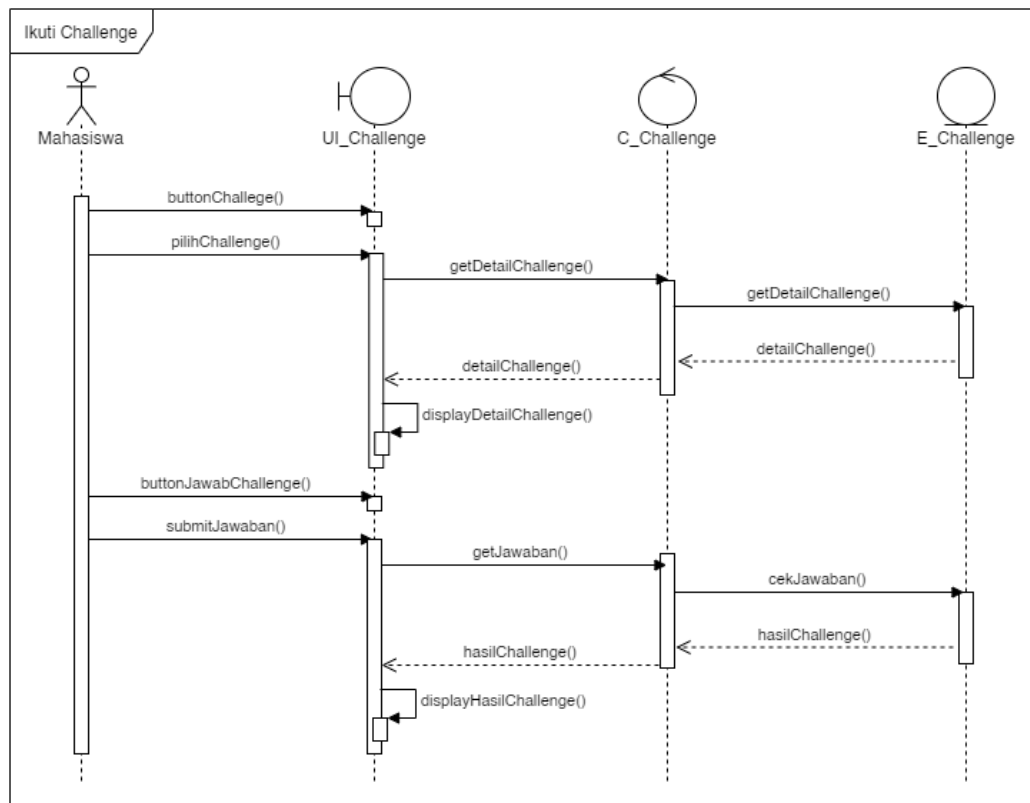 Ikuti Challenge
Mahasiswa
UI_Challenge
C_Challenge
E_Challenge
buttonChallege()
pilihChallenge()
getDetailChallenge()
getDetailChallenge()
detailChallenge()
detailChallenge()
displayDetailChallenge()
buttonJawabChallenge()
submitJawaban()
getJawaban()
cekJawaban()
hasilChallenge()
hasilChallenge()
displayHasilChallenge()